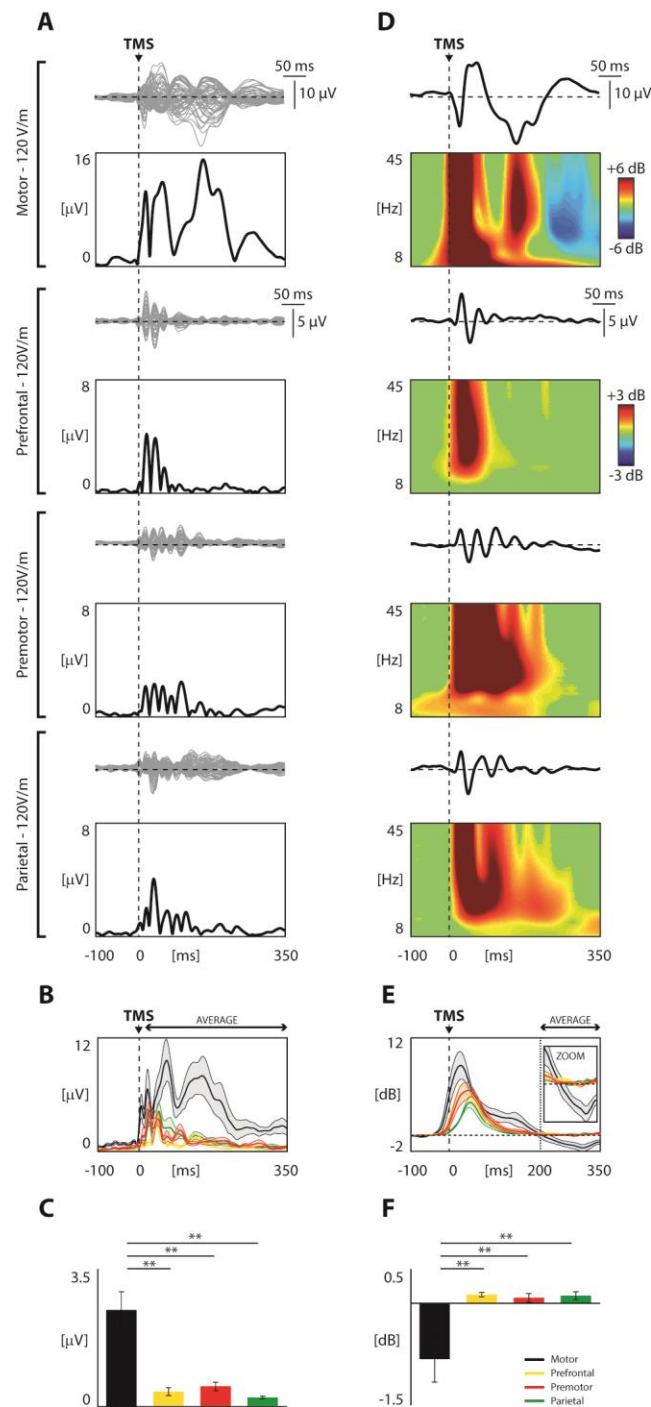 A
TMS
50 ms
10 µV
Motor - 120 V/m
16
[µV]
0
Prefrontal - 120V/m
50 ms
5 µV
8
[µV]
0
Premotor - 120V/m
8
[µV]
0
Parietal - 120V/m
8
[µV]
0
-100 0 [ms] 350
D
TMS
50 ms
10 µV
45
[Hz]
8
+6 dB
-6 dB
50 ms
5 µV
45
[Hz]
8
+3 dB
-3 dB
45
[Hz]
8
45
[Hz]
8
-100 0 [ms] 350
B
TMS
AVERAGE
12
[µV]
0
-100 0 [ms] 350
E
TMS
AVERAGE
ZOOM
12
[dB]
-2
-100 0 [ms] 200 350
C
**
**
**
3.5
[µV]
0
F
**
**
**
0.5
[dB]
-1.5
Motor
Prefrontal
Premotor
Parietal